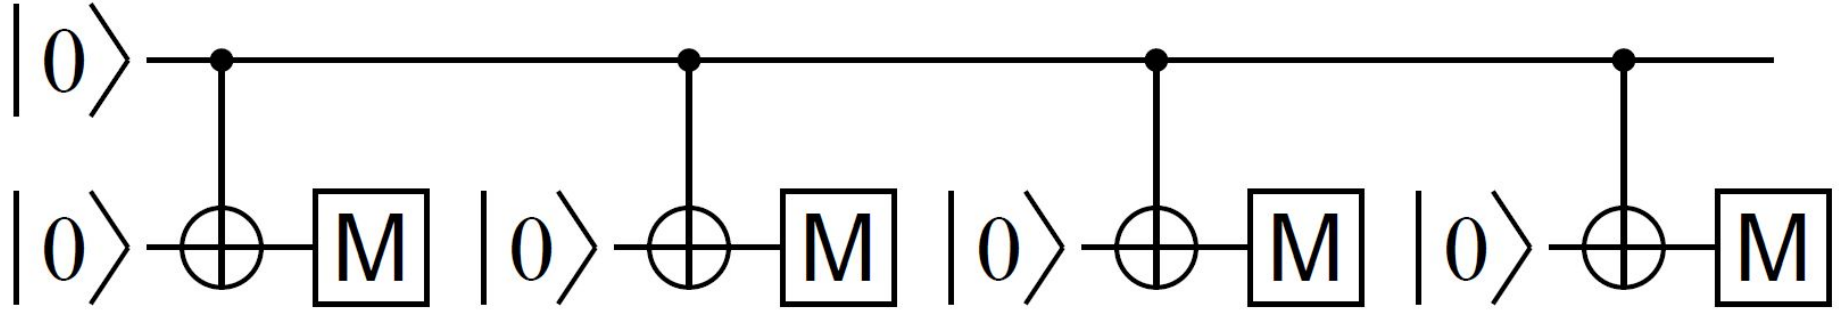 |0⟩
|0⟩ M |0⟩ M |0⟩ M |0⟩ M